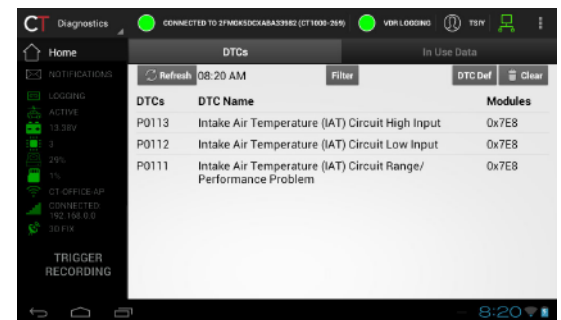 CT Diagnostics CONNECTED TO 2FMGK5DCXABA33582 (CT1000-269) VDR LOGGING TSIY
Home DTCs In Use Data
NOTIFICATIONS Refresh 08:20 AM Filter DTC Def Clear
LOGGING
ACTIVE
13.08V
3
29%
1%
CT-OFFICE-AP
CONNECTED
192.168.0.0
3D FIX
TRIGGER
RECORDING
DTCs DTC Name Modules
P0113 Intake Air Temperature (IAT) Circuit High Input 0x7E8
P0112 Intake Air Temperature (IAT) Circuit Low Input 0x7E8
P0111 Intake Air Temperature (IAT) Circuit Range/ 0x7E8
Performance Problem
8:20